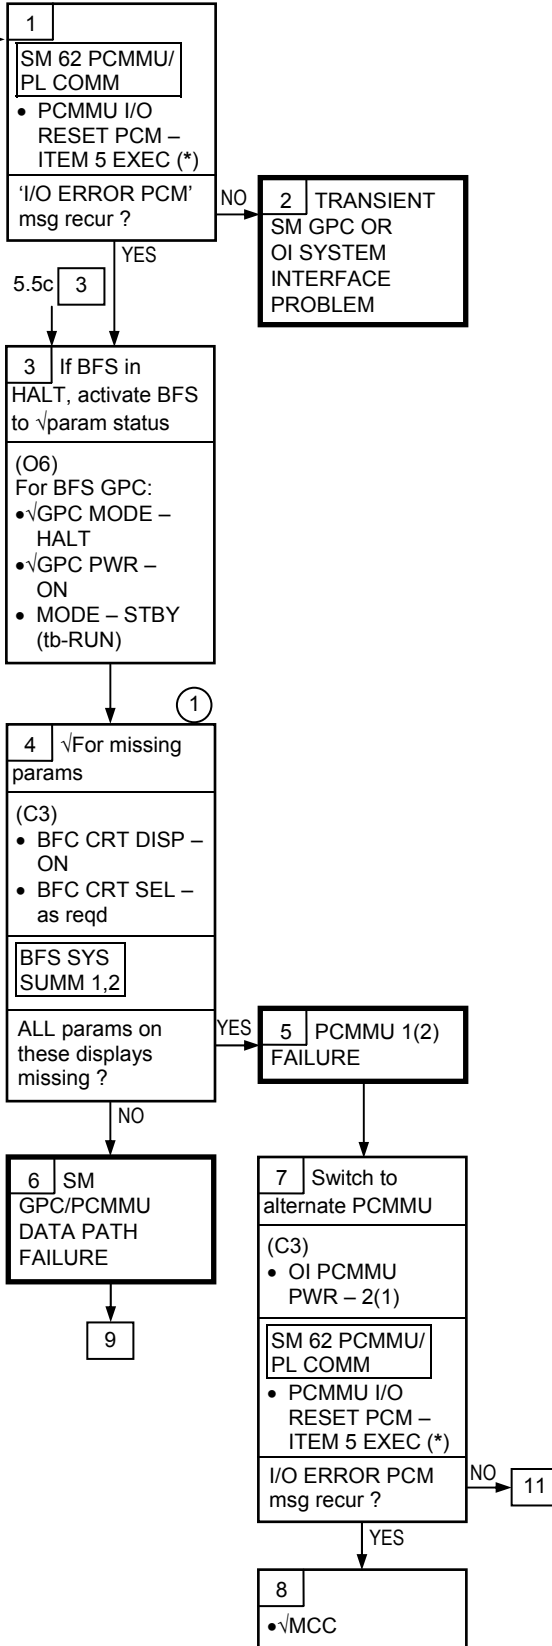 1
SM 62 PCMMU/
PL COMM
• PCMMU I/O
RESET PCM –
ITEM 5 EXEC (*)
‘I/O ERROR PCM’
msg recur ?
NO
2 TRANSIENT
SM GPC OR
OI SYSTEM
INTERFACE
PROBLEM
YES
5.5c 3
3 If BFS in
HALT, activate BFS
to √param status
(O6)
For BFS GPC:
•√GPC MODE –
HALT
•√GPC PWR –
ON
• MODE – STBY
(tb-RUN)
1
4 √For missing
params
(C3)
• BFC CRT DISP –
ON
• BFC CRT SEL –
as reqd
BFS SYS
SUMM 1,2
ALL params on
these displays
missing ?
YES
5 PCMMU 1(2)
FAILURE
NO
6 SM
GPC/PCMMU
DATA PATH
FAILURE
9
7 Switch to
alternate PCMMU
(C3)
• OI PCMMU
PWR – 2(1)
SM 62 PCMMU/
PL COMM
• PCMMU I/O
RESET PCM –
ITEM 5 EXEC (*)
I/O ERROR PCM
msg recur ?
NO
11
YES
8
•√MCC